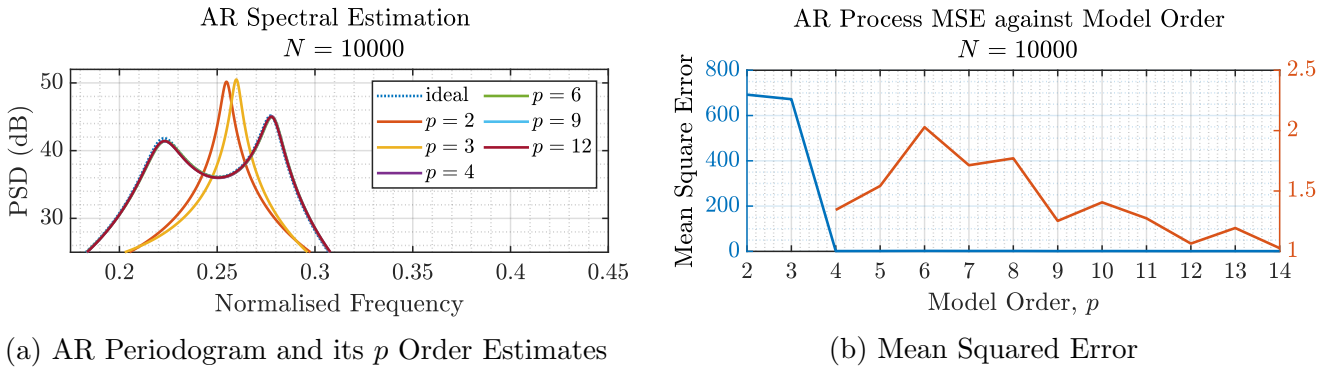 AR Spectral Estimation
N = 10000
PSD (dB)
50
40
30
ideal
p = 2
p = 3
p = 4
p = 6
p = 9
p = 12
0.2 0.25 0.3 0.35 0.4 0.45
Normalised Frequency
(a) AR Periodogram and its p Order Estimates
AR Process MSE against Model Order
N = 10000
Mean Square Error
800
600
400
200
0
2.5
2
1.5
1
2 3 4 5 6 7 8 9 10 11 12 13 14
Model Order, p
(b) Mean Squared Error